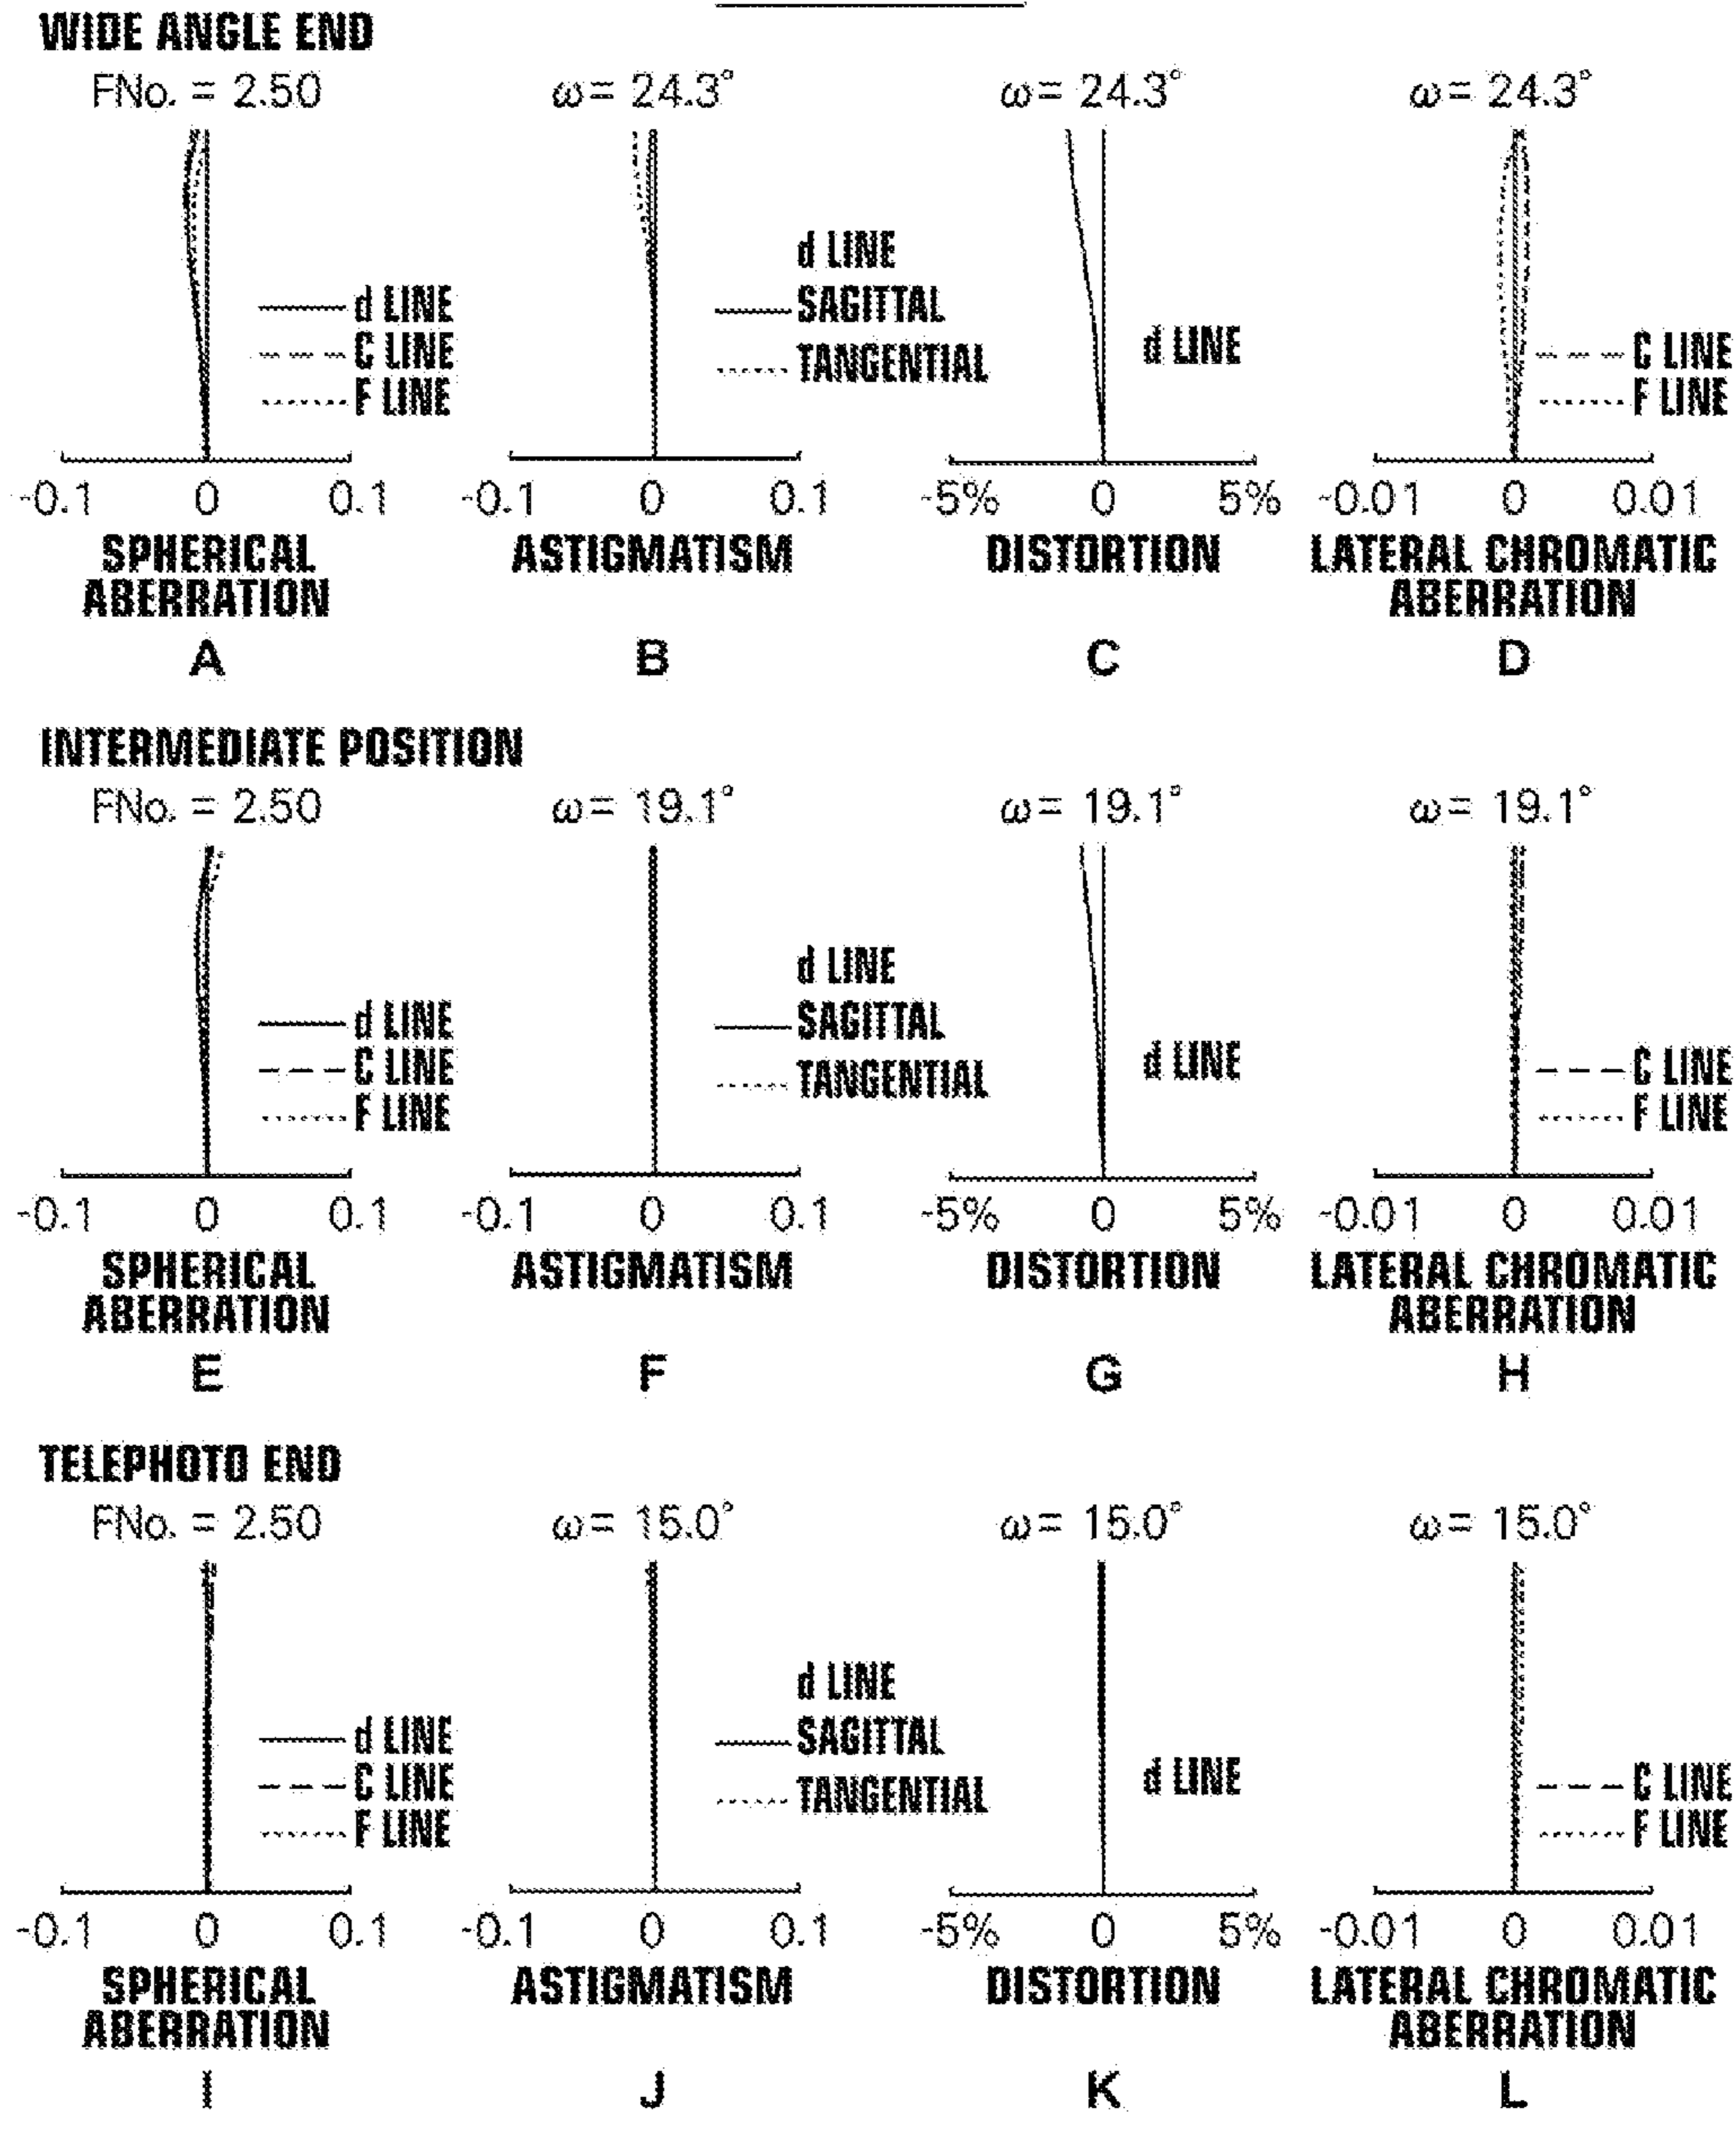 WIDE ANGLE END
FNo. = 2.50
ω= 24.3°
ω= 24.3°
ω= 24.3°
d LINE
C LINE
F LINE
d LINE
SAGITTAL
TANGENTIAL
d LINE
C LINE
F LINE
-0.1 0 0.1
-0.1 0 0.1
-5% 0 5%
-0.01 0 0.01
SPHERICAL
ABERRATION
ASTIGMATISM
DISTORTION
LATERAL CHROMATIC
ABERRATION
A
B
C
D
INTERMEDIATE POSITION
FNo. = 2.50
ω= 19.1°
ω= 19.1°
ω= 19.1°
d LINE
C LINE
F LINE
d LINE
SAGITTAL
TANGENTIAL
d LINE
C LINE
F LINE
-0.1 0 0.1
-0.1 0 0.1
-5% 0 5%
-0.01 0 0.01
SPHERICAL
ABERRATION
ASTIGMATISM
DISTORTION
LATERAL CHROMATIC
ABERRATION
E
F
G
H
TELEPHOTO END
FNo. = 2.50
ω= 15.0°
ω= 15.0°
ω= 15.0°
d LINE
C LINE
F LINE
d LINE
SAGITTAL
TANGENTIAL
d LINE
C LINE
F LINE
-0.1 0 0.1
-0.1 0 0.1
-5% 0 5%
-0.01 0 0.01
SPHERICAL
ABERRATION
ASTIGMATISM
DISTORTION
LATERAL CHROMATIC
ABERRATION
I
J
K
L